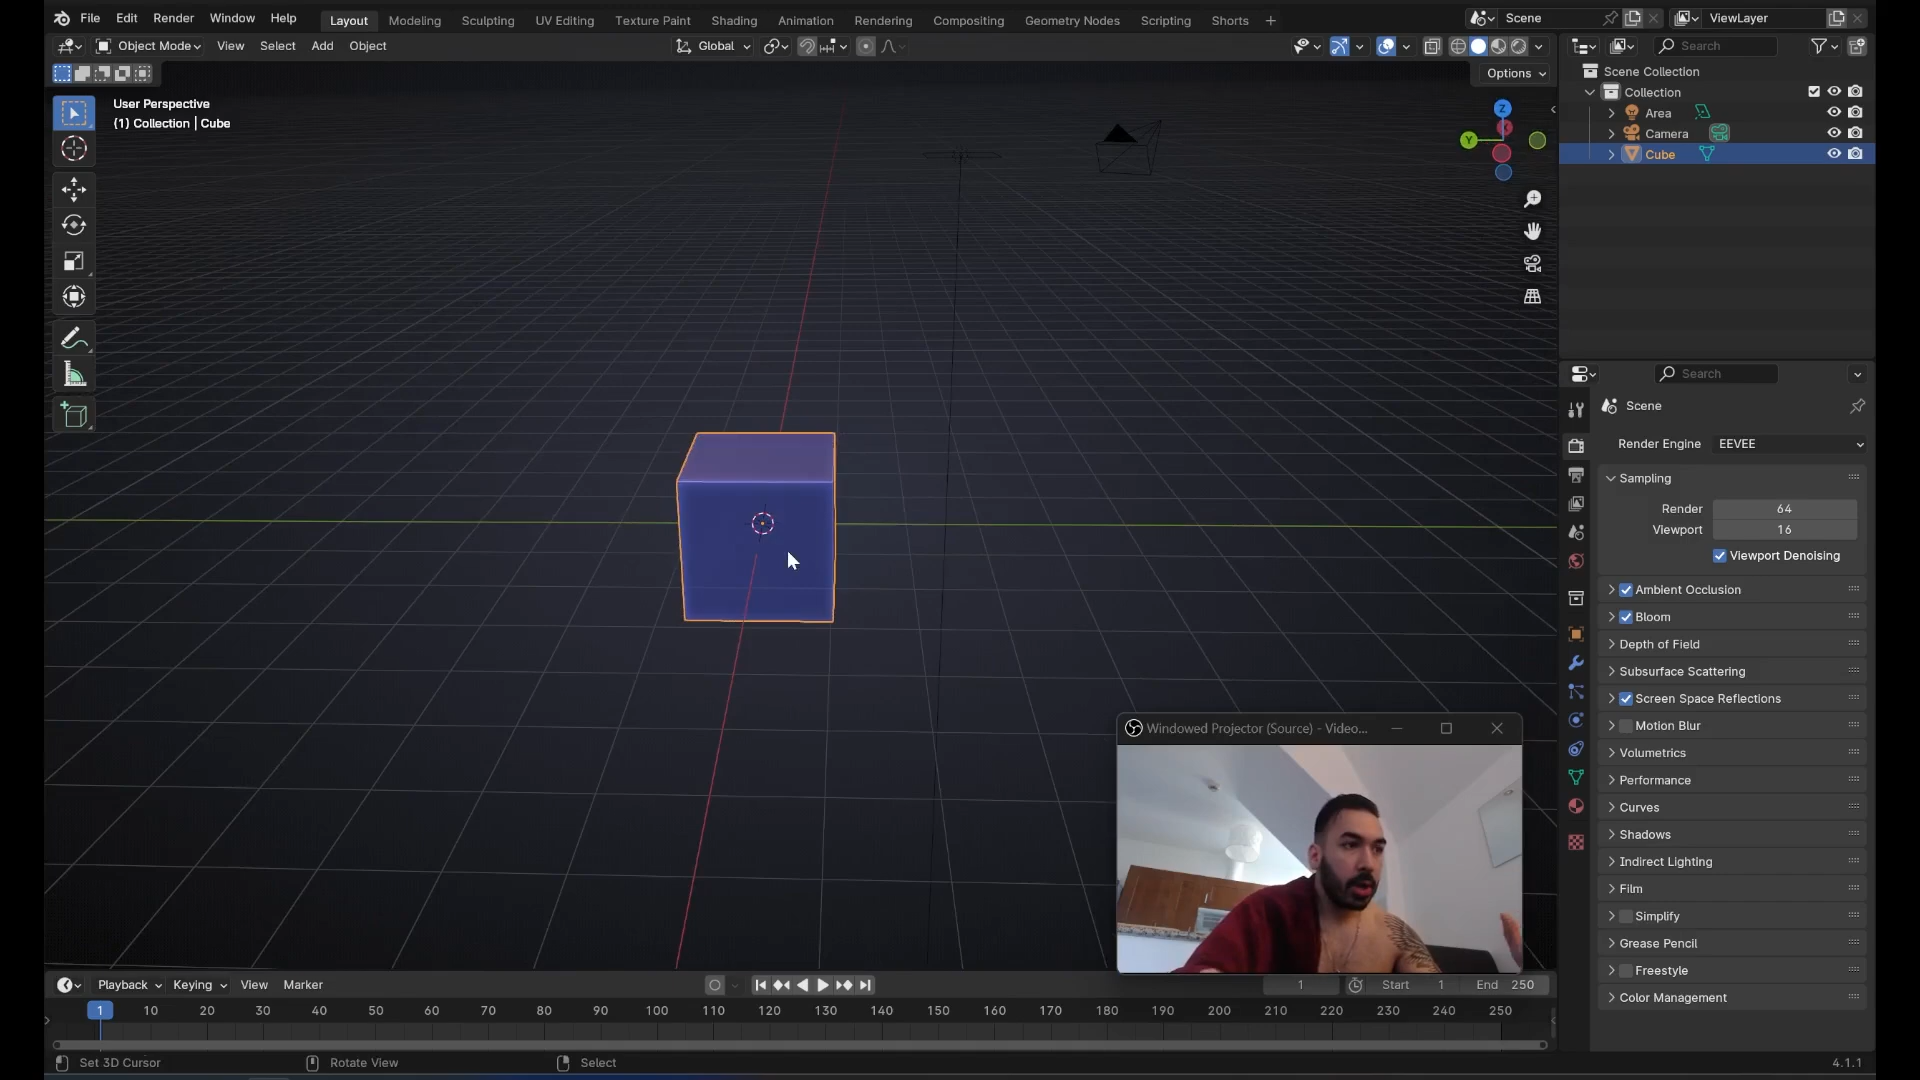 File Edit Render Window Help Layout Modeling Sculpting UV Editing Texture Paint Shading Animation Rendering Compositing Geometry Nodes Scripting Shorts + Scene ViewLayer
Object Mode View Select Add Object Global Search
Options
User Perspective
(1) Collection | Cube
Z
Y
X
Scene Collection
Collection
Area
Camera
Cube
Search
Scene
Render Engine EEVEE
Sampling
Render 64
Viewport 16
Viewport Denoising
Ambient Occlusion
Bloom
Depth of Field
Subsurface Scattering
Screen Space Reflections
Motion Blur
Volumetrics
Performance
Curves
Shadows
Indirect Lighting
Film
Simplify
Grease Pencil
Freestyle
Color Management
Windowed Projector (Source) - Video...
Playback Keying View Marker 1 Start 1 End 250
1 10 20 30 40 50 60 70 80 90 100 110 120 130 140 150 160 170 180 190 200 210 220 230 240 250
Set 3D Cursor Rotate View Select 4.1.1